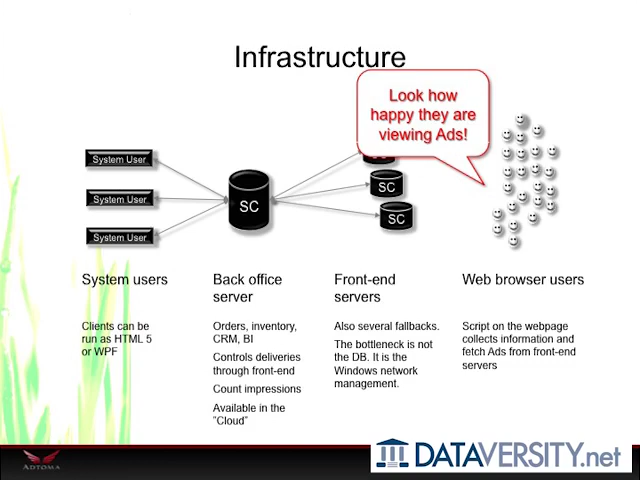 Infrastructure
Look how
happy they are
viewing Ads!
System User
System User
System User
SC
SC
SC
System users
Clients can be
run as HTML 5
or WPF
Back office
server
Orders, inventory,
CRM, BI
Controls deliveries
through front-end
Count impressions
Available in the
"Cloud"
Front-end
servers
Also several fallbacks.
The bottleneck is not
the DB. It is the
Windows network
management.
Web browser users
Script on the webpage
collects information and
fetch Ads from front-end
servers
ADTOMA
DATAVERSITY.net